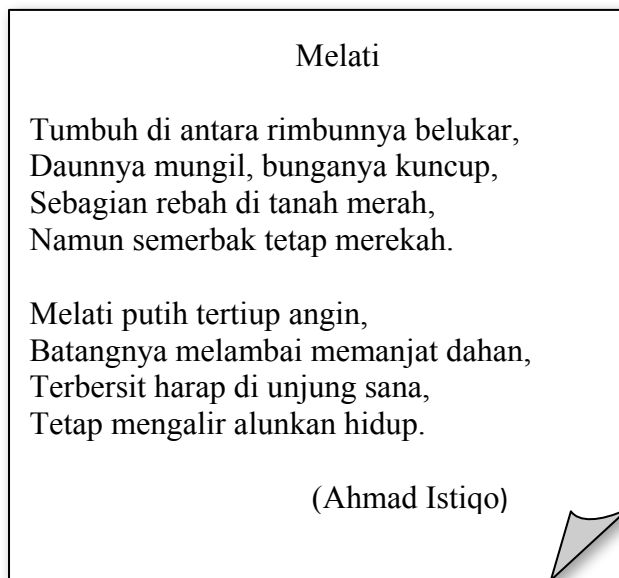 Melati
Tumbuh di antara rimbunnya belukar,
Daunnya mungil, bunganya kuncup,
Sebagian rebah di tanah merah,
Namun semerbak tetap merekah.
Melati putih tertiup angin,
Batangnya melambai memanjat dahan,
Terbersit harap di unjung sana,
Tetap mengalir alunkan hidup.
(Ahmad Istiqo)